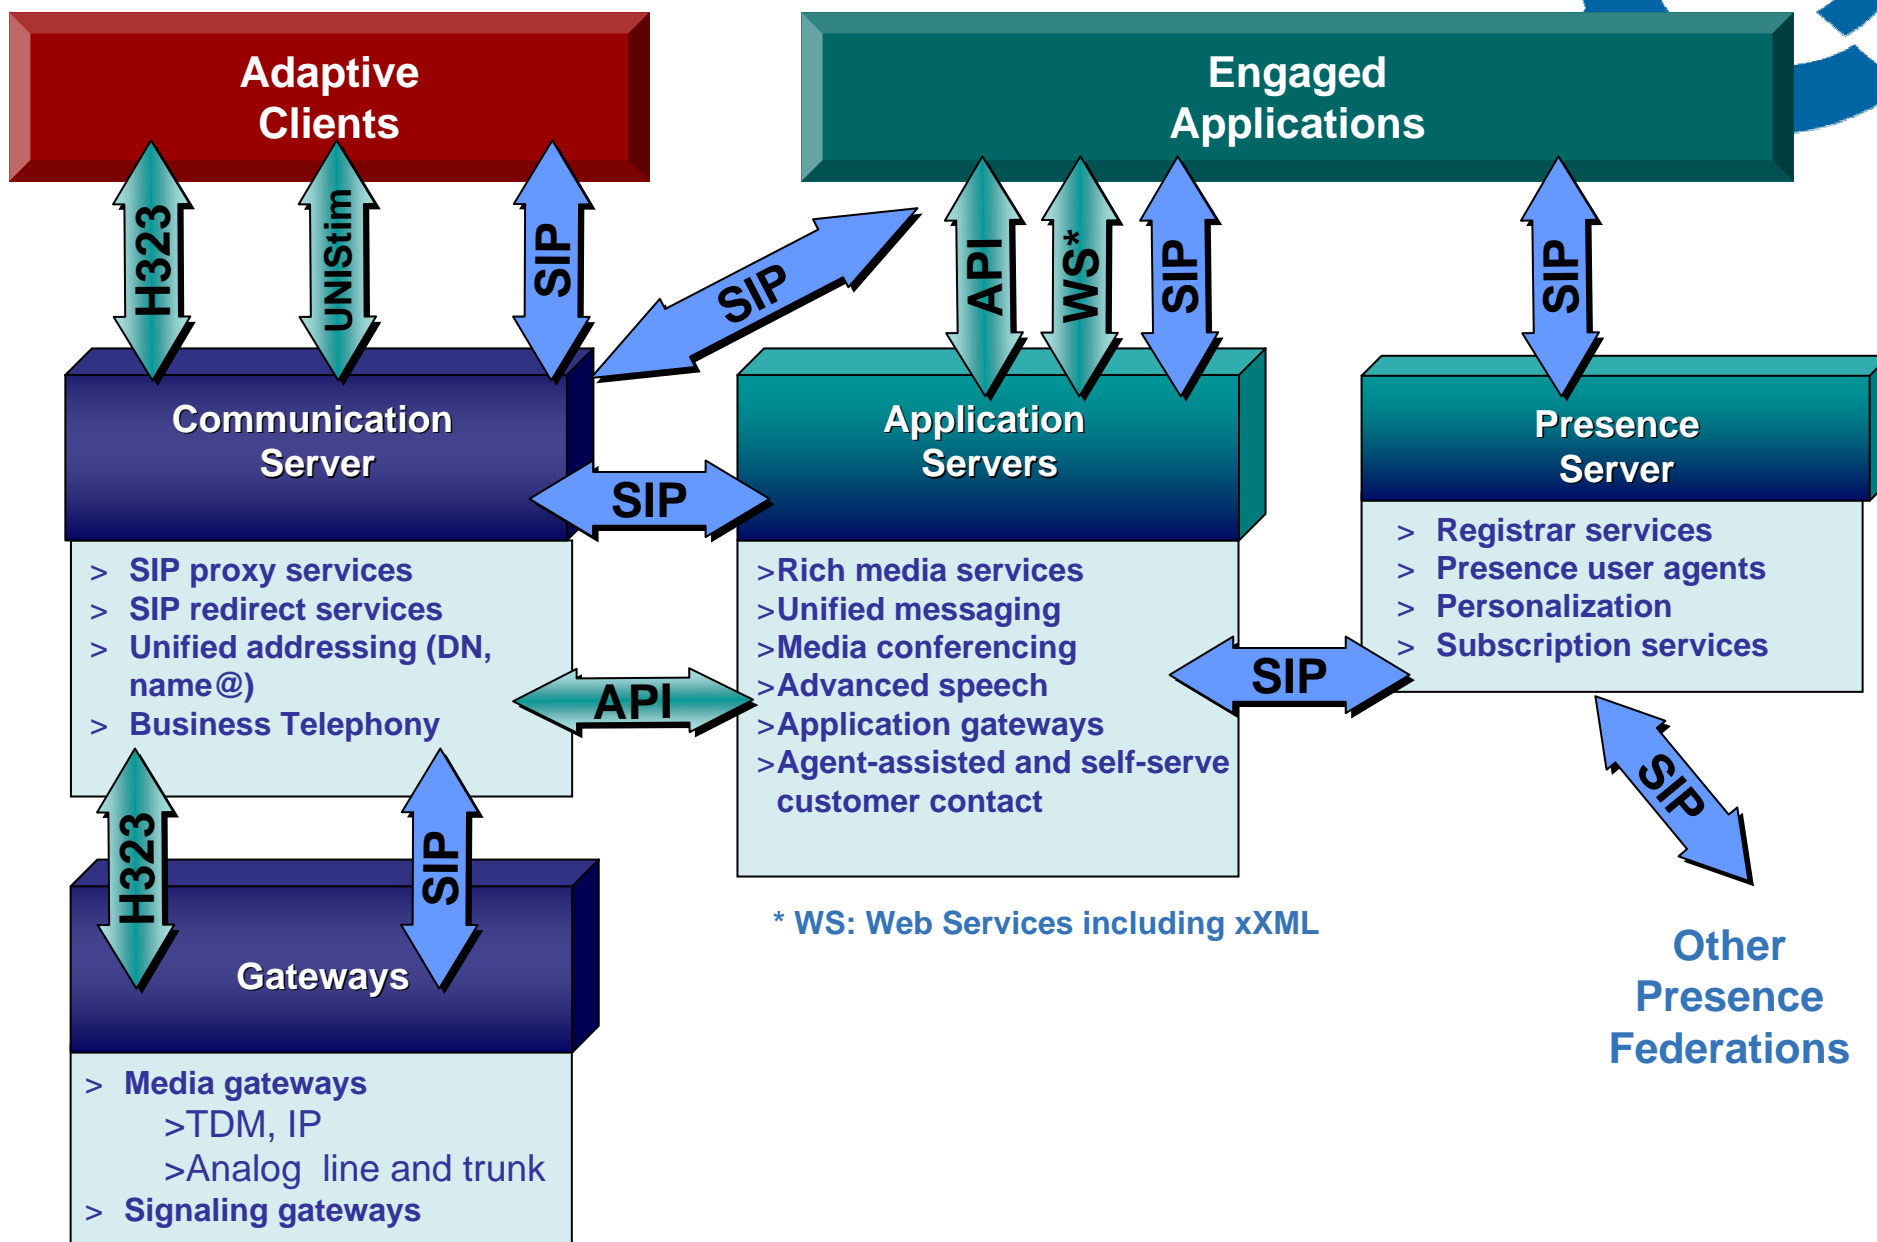 Adaptive
Clients
Engaged
Applications
H323
UNIStim
SIP
SIP
API
WS*
SIP
SIP
Communication
Server
SIP
Application
Servers
Presence
Server
> SIP proxy services
> SIP redirect services
> Unified addressing (DN,
name@)
> Business Telephony
API
>Rich media services
>Unified messaging
>Media conferencing
>Advanced speech
>Application gateways
>Agent-assisted and self-serve
customer contact
SIP
> Registrar services
> Presence user agents
> Personalization
> Subscription services
SIP
H323
SIP
Gateways
* WS: Web Services including xXML
Other
Presence
Federations
> Media gateways
>TDM, IP
>Analog line and trunk
> Signaling gateways